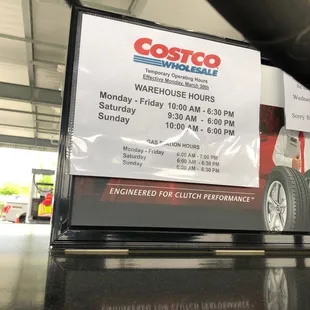 COSTCO
WHOLESALE
Temporary Operating Hours
Effective Monday, March 30th
WAREHOUSE HOURS
Monday - Friday 10:00 AM - 6:30 PM
Saturday 9:30 AM - 6:00 PM
Sunday 10:00 AM - 6:00 PM
GAS STATION HOURS
Monday - Friday 6:00 AM - 7:00 PM
Saturday 6:00 AM - 6:30 PM
Sunday 6:30 AM - 6:30 PM
ENGINEERED FOR CLUTCH PERFORMANCE
Sorry